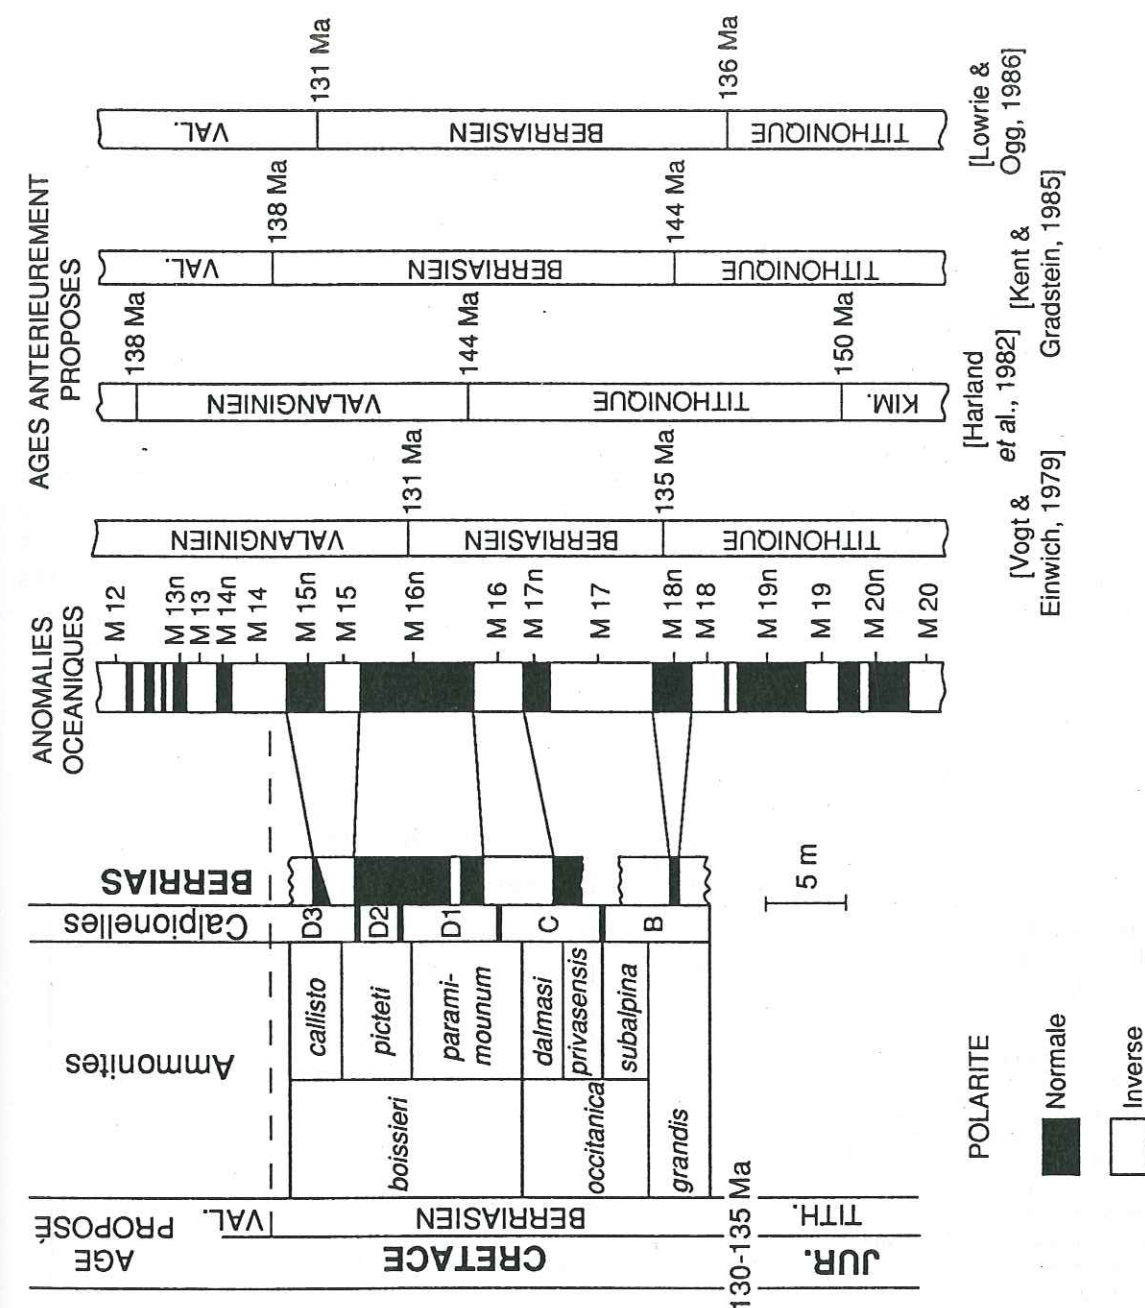 AGE
PROPOSÉ
Ammonites
Calpionelles
BERRIAS
ANOMALIES
OCEANIQUES
AGES ANTERIEUREMENT
PROPOSES
CRETACE
JUR.
VAL.
BERRIASIEN
130-135 Ma
TITH.
boissieri
occitanica
grandis
callisto
picteti
parami-
mounum
dalmasi
privasensis
subalpina
D3
D2
D1
C
B
5 m
M 12
M 13n
M 13
M 14n
M 14
M 15n
M 15
M 16n
M 16
M 17n
M 17
M 18n
M 18
M 19n
M 19
M 20n
M 20
VALANGINIEN
131 Ma
BERRIASIEN
135 Ma
TITHONIQUE
[Vogt &
Einwich, 1979]
138 Ma
VALANGINIEN
144 Ma
TITHONIQUE
150 Ma
KIM.
[Harland
et al., 1982]
VAL.
138 Ma
BERRIASIEN
144 Ma
TITHONIQUE
[Kent &
Gradstein, 1985]
VAL.
131 Ma
BERRIASIEN
136 Ma
TITHONIQUE
[Lowrie &
Ogg, 1986]
POLARITE
Normale
Inverse